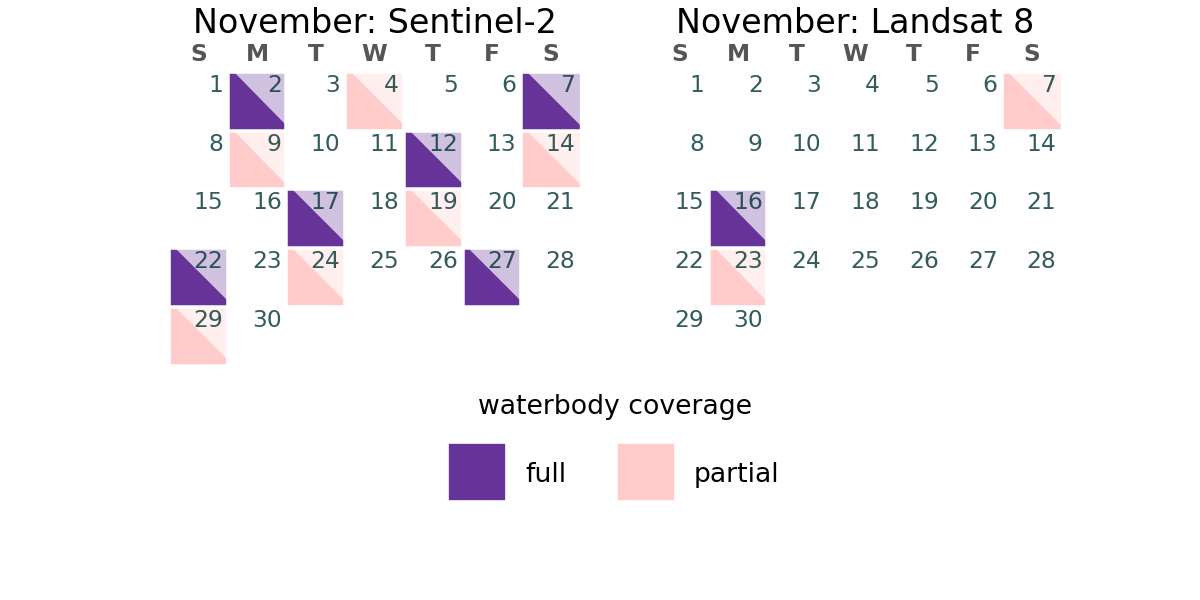 November: Sentinel-2
S M T W T F S
1 2 3 4 5 6 7
8 9 10 11 12 13 14
15 16 17 18 19 20 21
22 23 24 25 26 27 28
29 30
November: Landsat 8
S M T W T F S
1 2 3 4 5 6 7
8 9 10 11 12 13 14
15 16 17 18 19 20 21
22 23 24 25 26 27 28
29 30
waterbody coverage
full
partial